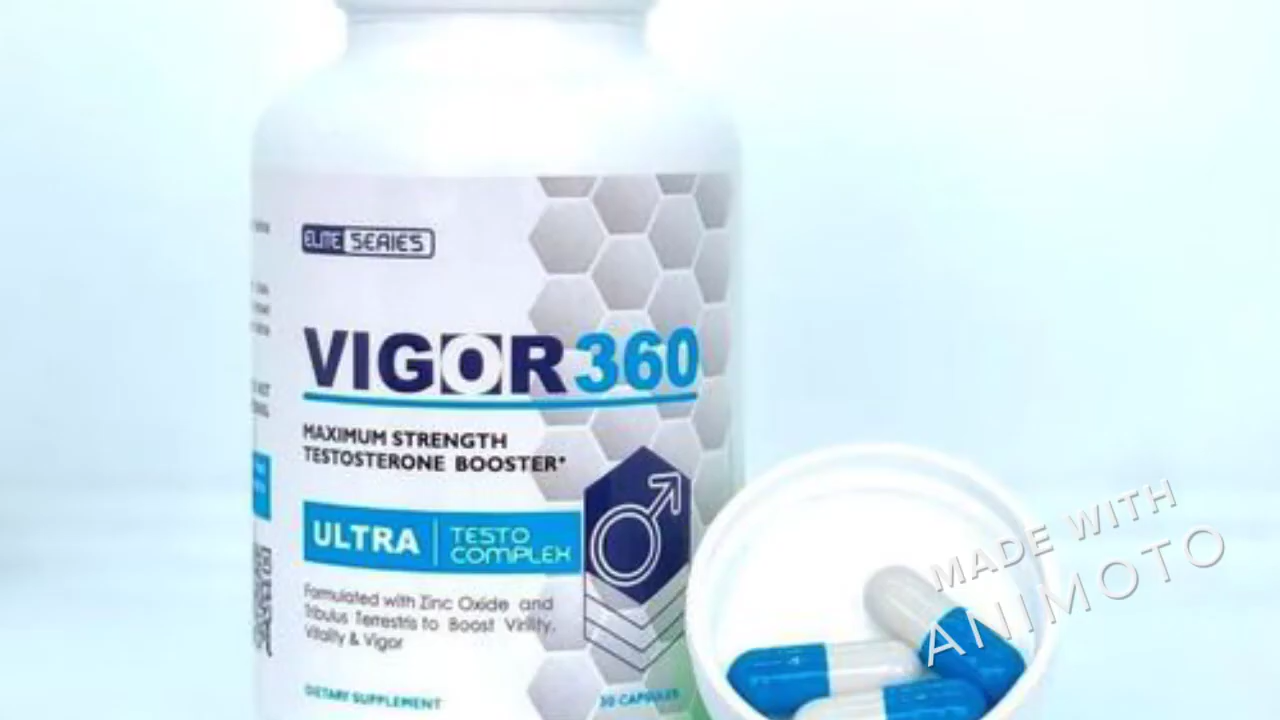 ELITE SERIES
VIGOR 360
MAXIMUM STRENGTH
TESTOSTERONE BOOSTER*
ULTRA TESTO COMPLEX
Formulated with Zinc Oxide and
Tribulus Terrestris to Boost Virility,
Vitality & Vigor
DIETARY SUPPLEMENT
CAPSULES
MADE WITH
ANIMOTO